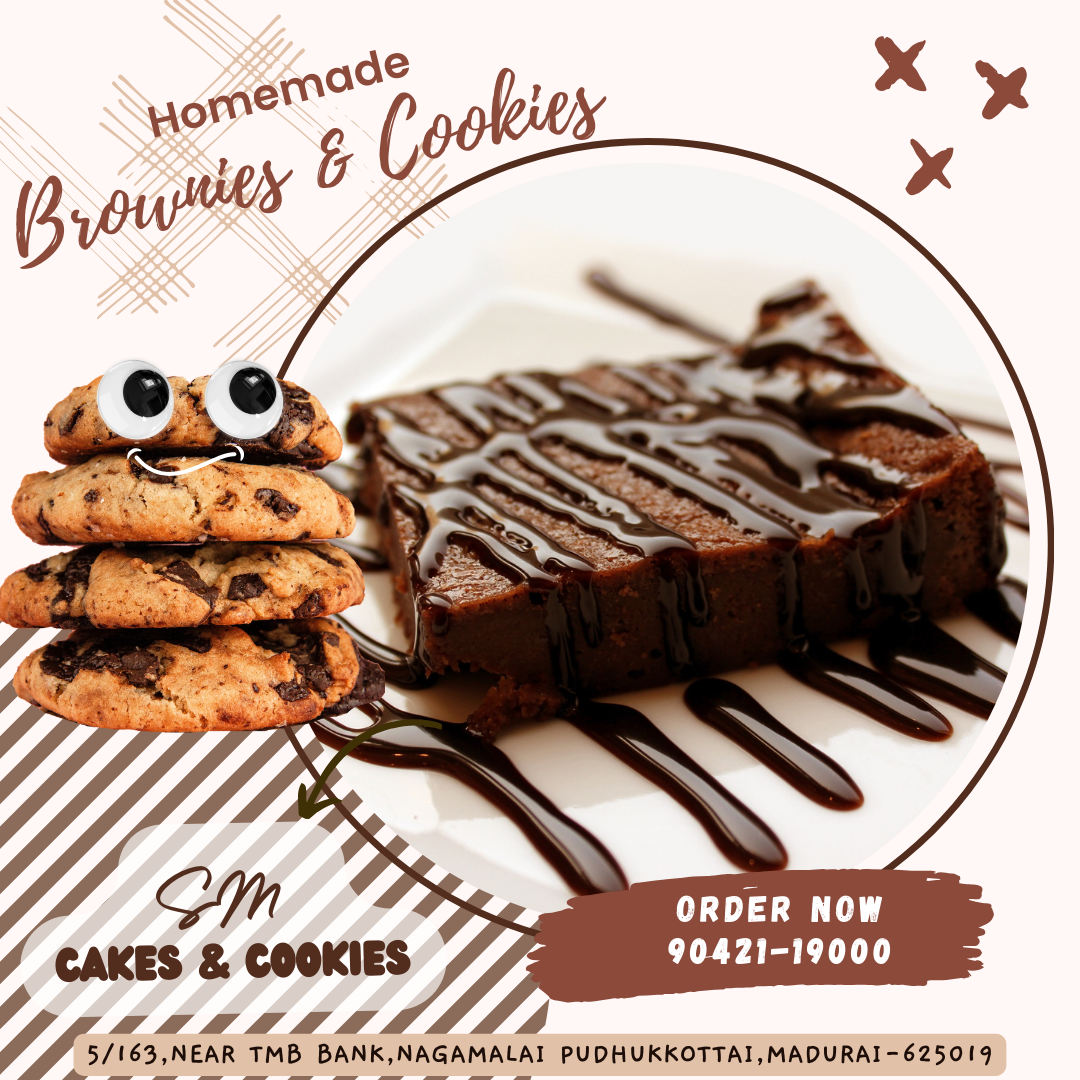 Homemade
Brownies & Cookies
SM
CAKES & COOKIES
ORDER NOW
90421-19000
5/163,NEAR TMB BANK,NAGAMALAI PUDHUKKOTTAI,MADURAI-625019